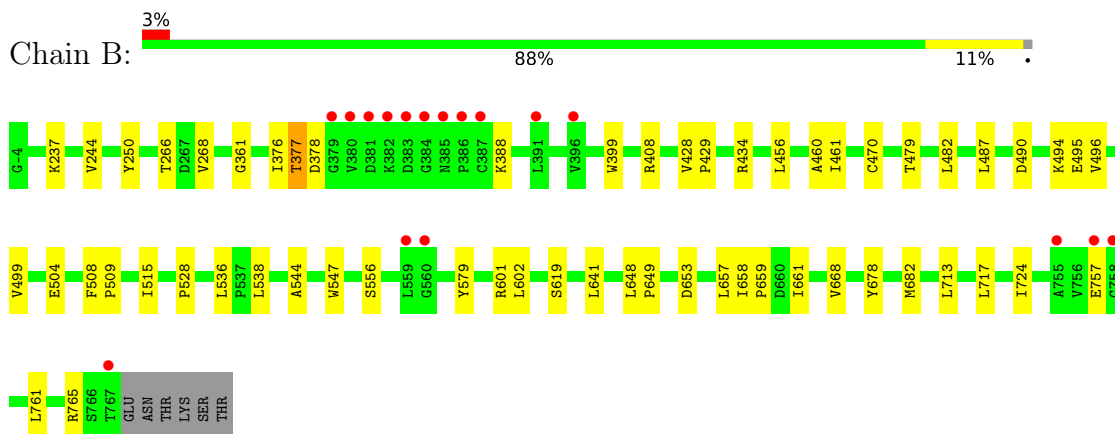 3%
Chain B:
88% 11% •
G-4 K237 V244 Y250 T266 D267 V268 G361 I376 T377 D378 G379 V380 D381 K382 D383 G384 N385 P386 C387 K388 L391 V396 W399 R408 V428 P429 R434 L456 A460 I461 C470 T479 L482 L487 D490 K494 E495 V496
V499 E504 F508 P509 I515 P528 L536 P537 L538 A544 W547 S556 L559 G560 Y579 R601 L602 S619 L641 L648 P649 D653 L657 I658 P659 D660 I661 V668 Y678 M682 L713 L717 I724 A755 V756 E757 G758
L761 R765 S766 T767 GLU ASN THR LYS SER THR